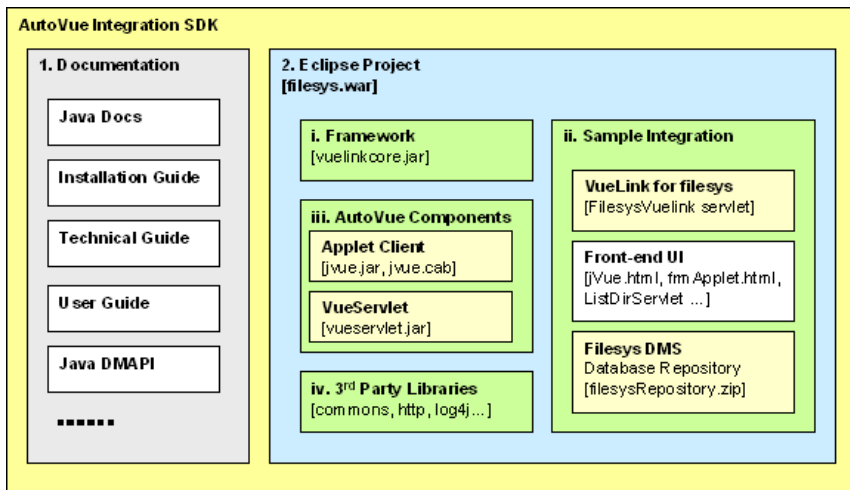 AutoVue Integration SDK
1. Documentation
Java Docs
Installation Guide
Technical Guide
User Guide
Java DMAPI
......
2. Eclipse Project
[filesys.war]
i. Framework
[vuelinkcore.jar]
iii. AutoVue Components
Applet Client
[jvue.jar, jvue.cab]
VueServlet
[vueservlet.jar]
iv. 3rd Party Libraries
[commons, http, log4j...]
ii. Sample Integration
VueLink for filesys
[FilesysVuelink servlet]
Front-end UI
[jVue.html, frmApplet.html,
ListDirServlet ...]
Filesys DMS
Database Repository
[filesysRepository.zip]